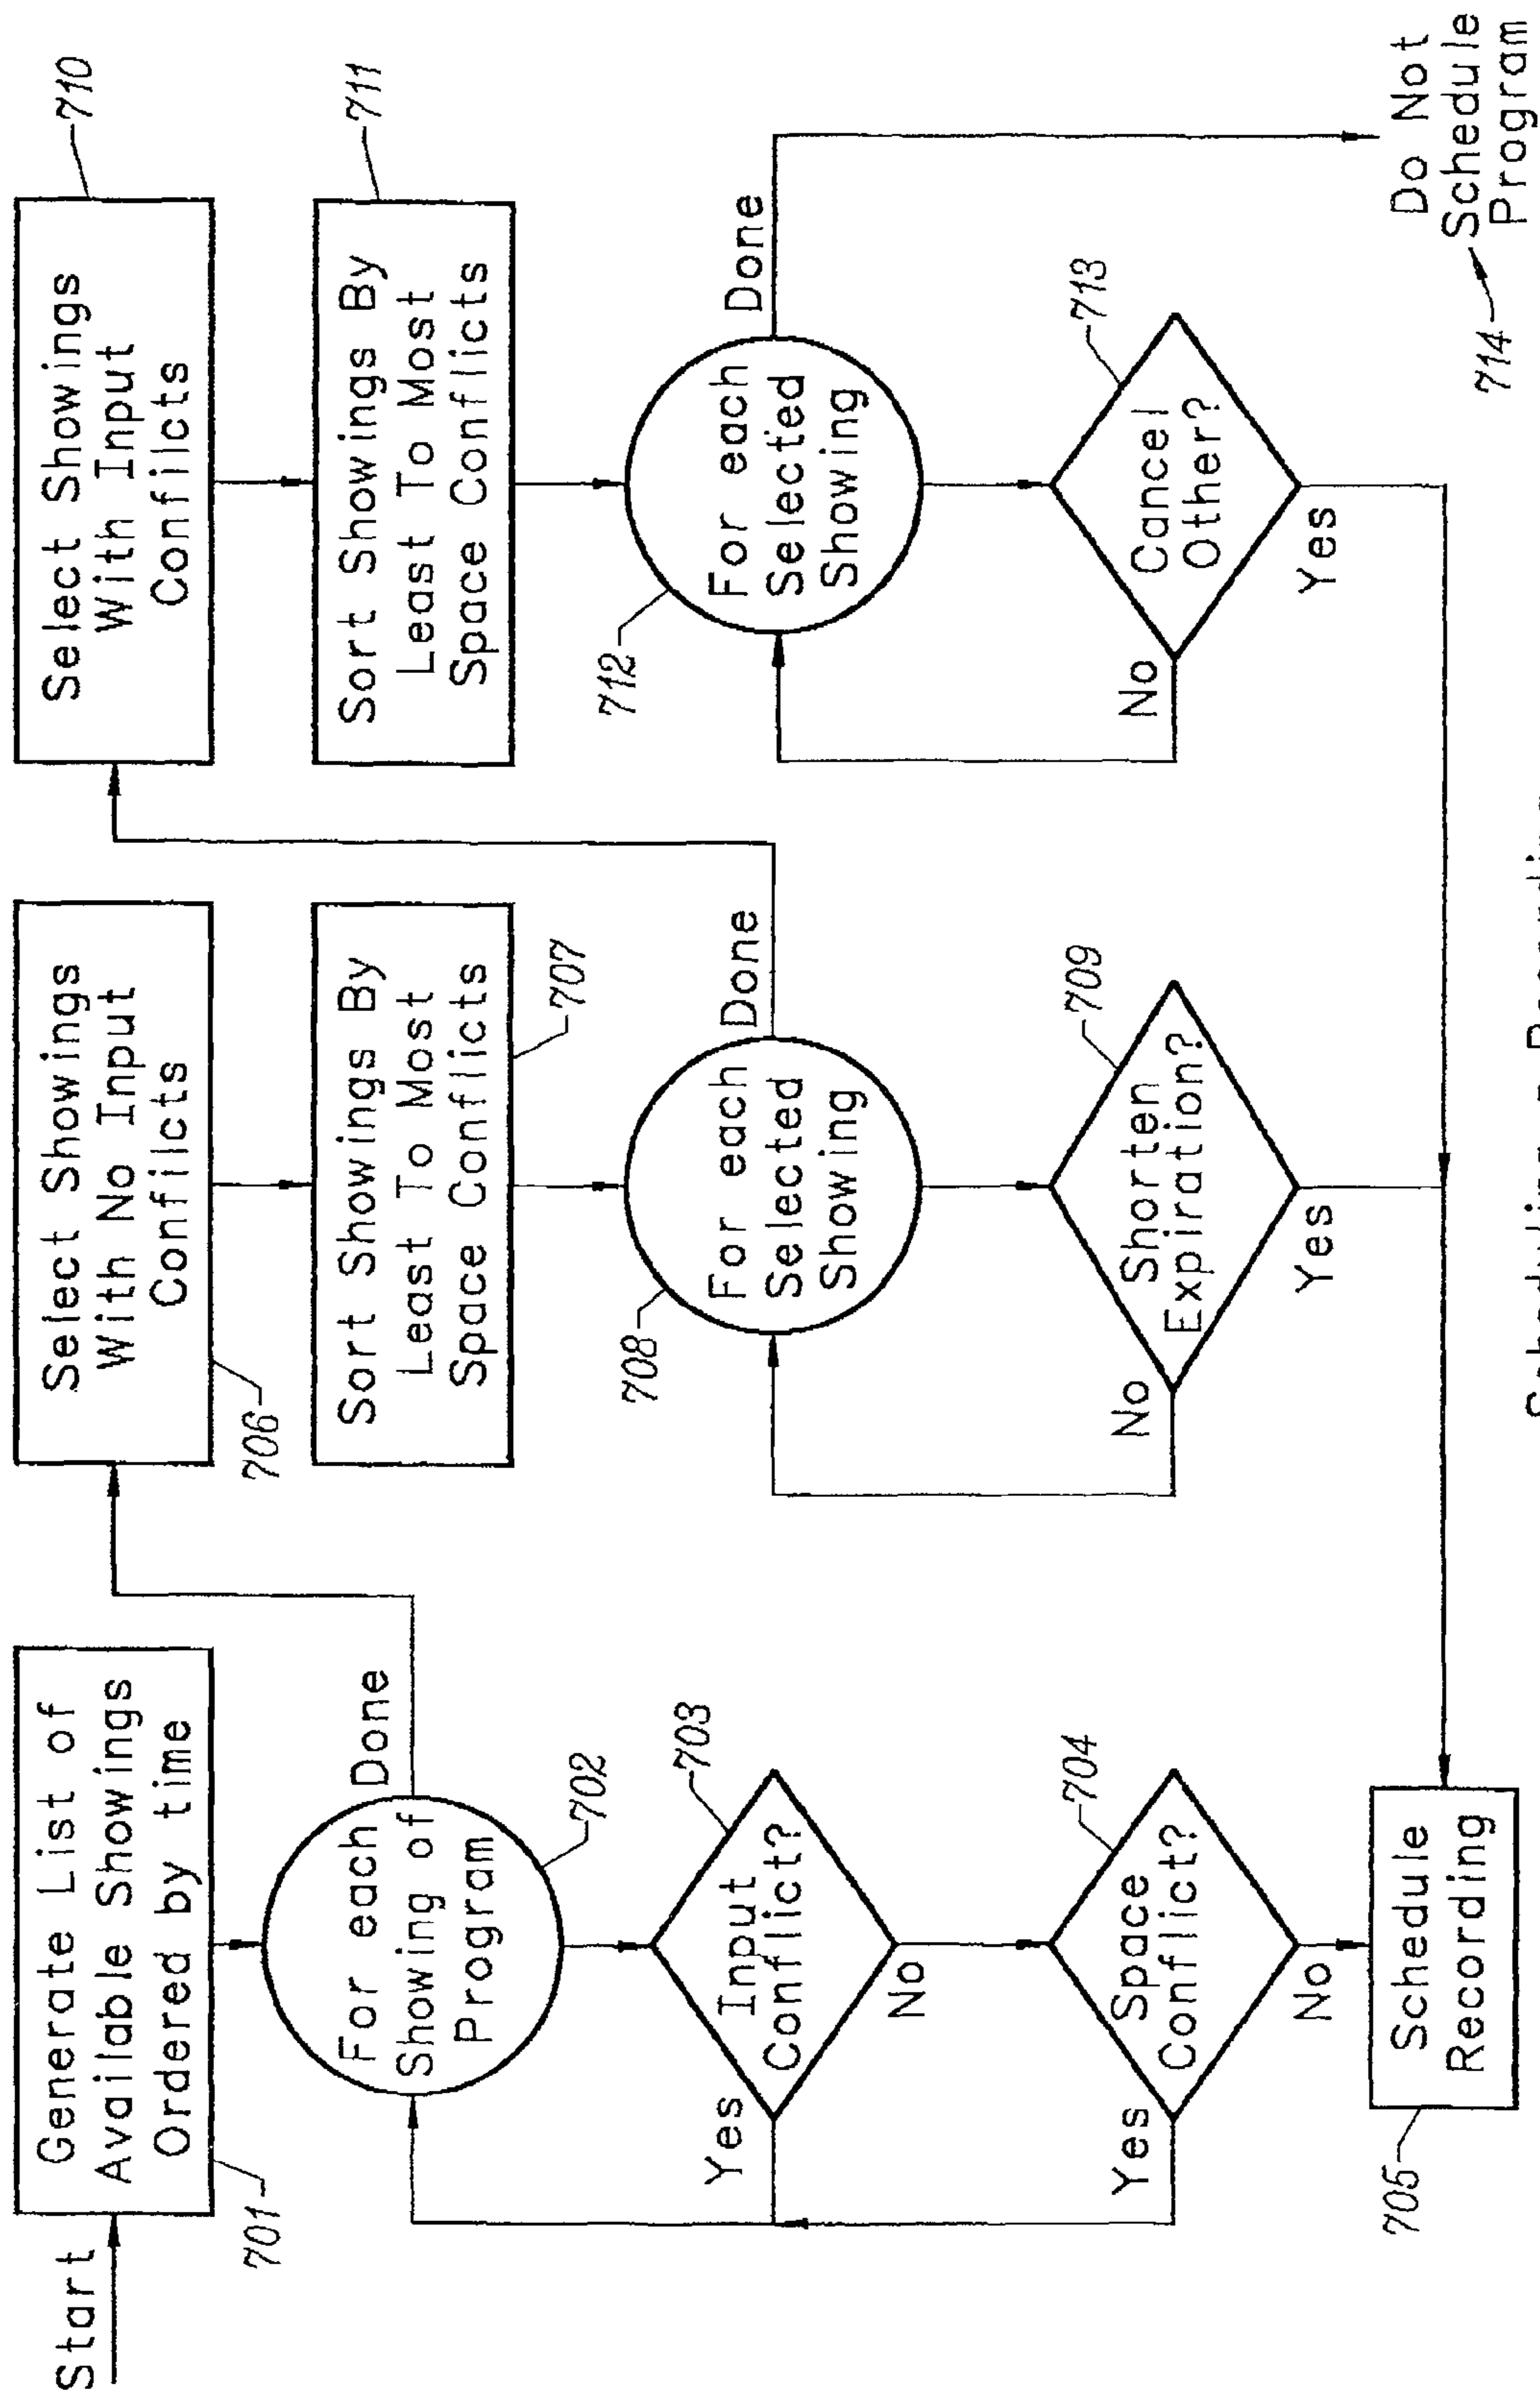 Start
701
Generate List of
Available Showings
Ordered by time
For each
Showing of
Program
Done
702
Input
Conflict?
703
Yes
No
Space
Conflict?
704
Yes
No
Schedule
Recording
705
Select Showings
With No Input
Confilcts
706
Sort Showings By
Least To Most
Space Conflicts
707
For each
Selected
Showing
708
Done
Shorten
Expiration?
709
No
Yes
Select Showings
With Input
Confilcts
710
Sort Showings By
Least To Most
Space Conflicts
711
For each
Selected
Showing
712
Done
Cancel
Other?
713
No
Yes
Do Not
Schedule
Program
714